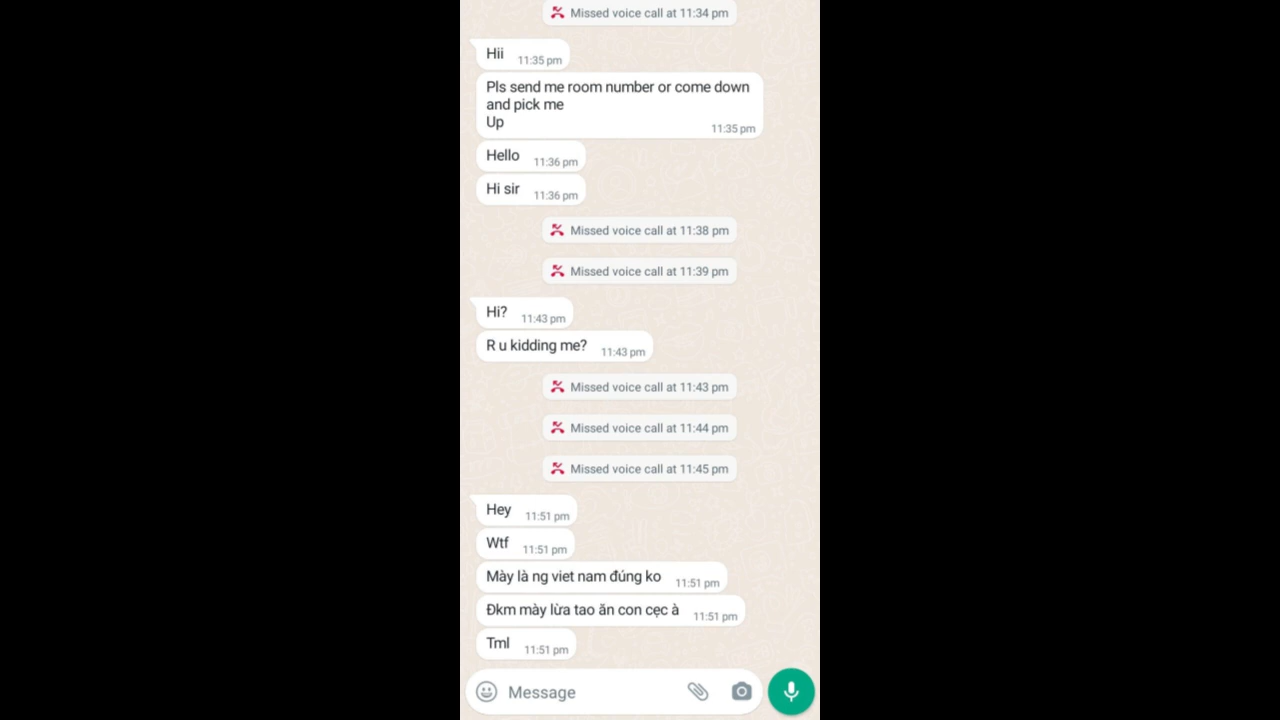 Missed voice call at 11:34 pm
Hii 11:35 pm
Pls send me room number or come down
and pick me
Up 11:35 pm
Hello 11:36 pm
Hi sir 11:36 pm
Missed voice call at 11:38 pm
Missed voice call at 11:39 pm
Hi? 11:43 pm
R u kidding me? 11:43 pm
Missed voice call at 11:43 pm
Missed voice call at 11:44 pm
Missed voice call at 11:45 pm
Hey 11:51 pm
Wtf 11:51 pm
Mày là ng viet nam đúng ko 11:51 pm
Đkm mày lừa tao ăn con cẹc à 11:51 pm
Tml 11:51 pm
Message